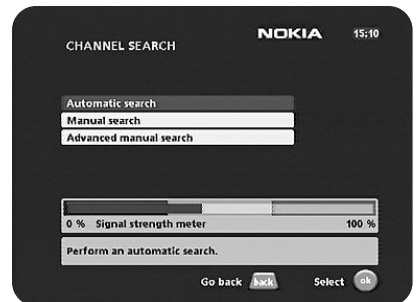 NOKIA 15:10
CHANNEL SEARCH
Automatic search
Manual search
Advanced manual search
0 % Signal strength meter 100 %
Perform an automatic search.
Go back back Select ok